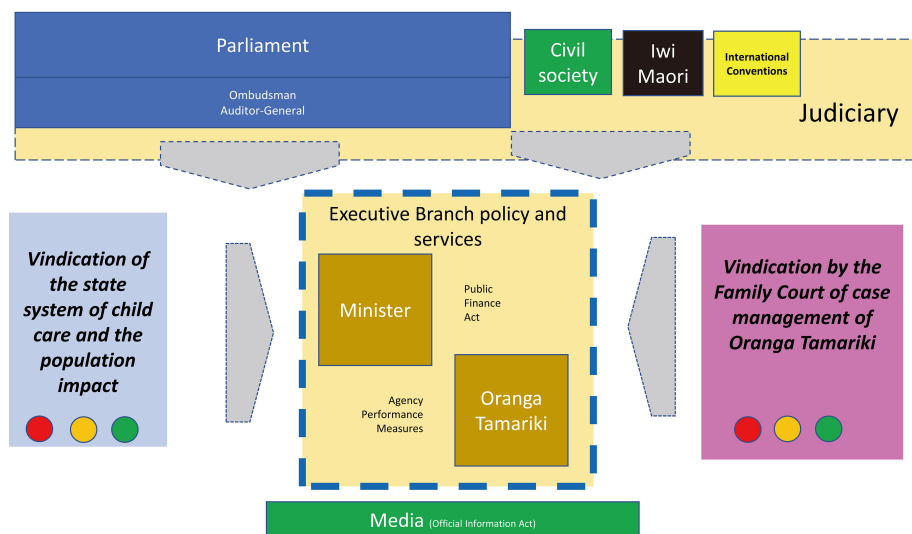 Parliament
Ombudsman
Auditor-General
Civil
society
Iwi
Maori
International
Conventions
Judiciary
Executive Branch policy and
services
Vindication of
the state
system of child
care and the
population
impact
Minister
Public
Finance
Act
Agency
Performance
Measures
Oranga
Tamariki
Vindication by the
Family Court of case
management of
Oranga Tamariki
Media (Official Information Act)